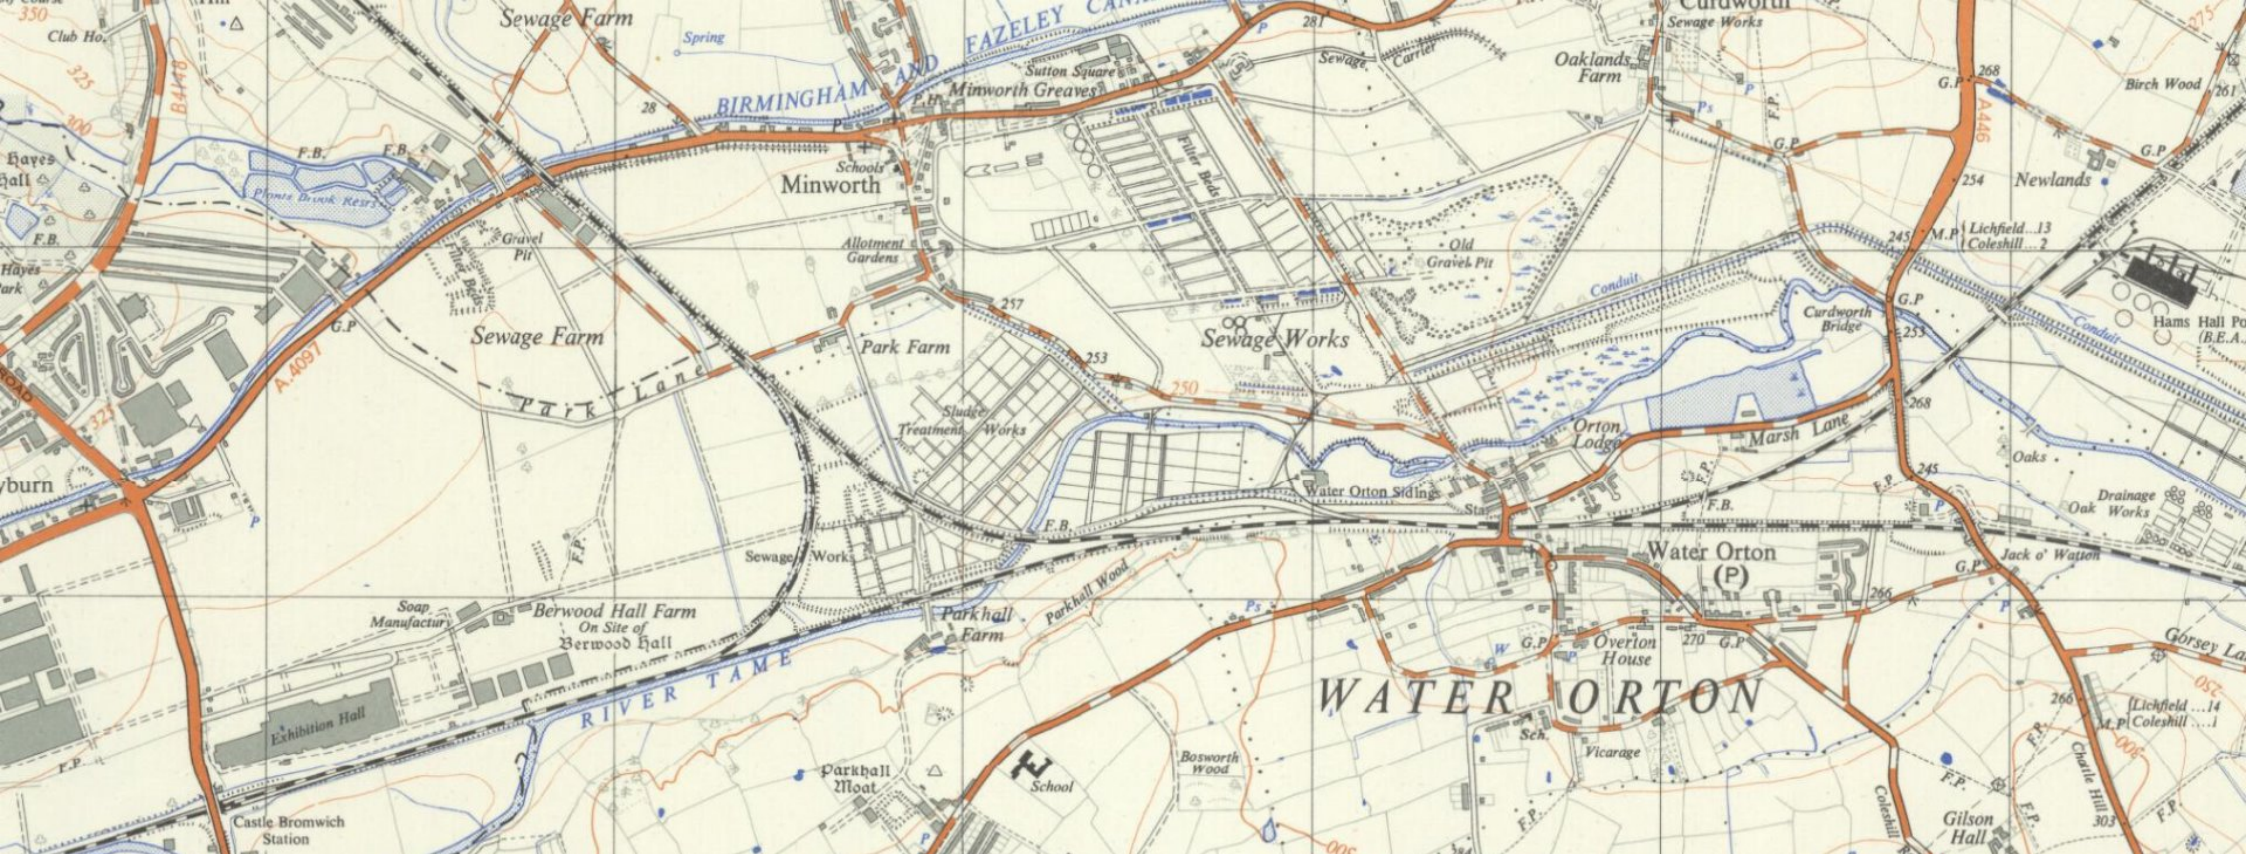 350
Club Ho.
325
B4148
Sewage Farm
Spring
28
BIRMINGHAM AND FAZELEY
281
P
Sutton Square
Minworth Greaves
P.H.
Sewage Carrier
Curdworth
Sewage Works
Oaklands
Farm
Ps
P
F.P.
G.P
268
A446
Birch Wood
261
275
G.P
G.P
254
Newlands
300
Hayes
Hall
F.B.
F.B.
Plants Brook Resrs
F.B.
Hayes
Park
Schools
Minworth
P
Filter Beds
Allotment
Gardens
Gravel
Pit
Filter Beds
Sewage Farm
G.P
A.4097
Park Lane
ROAD
323
Old
Gravel Pit
Conduit
245
M.P
Lichfield...13
Coleshill...2
G.P
Curdworth
Bridge
253
Conduit
Hams Hall
(B.E.A.
257
Park Farm
253
250
Sewage Works
Sludge
Treatment Works
268
Orton
Lodge
Marsh Lane
245
Oaks
Oak
Drainage
Works
F.P.
F.P.
F.B.
P
Water Orton Sidings
Sta
F.B.
Sewage Works
P
F.P.
Water Orton
(P)
Jack o' Watton
G.P
P
266
Soap
Manufactury
Berwood Hall Farm
On Site of
Berwood Hall
Parkhall
Farm
Parkhall Wood
Ps
W
G.P
P
Overton
House
270
G.P
Gorsey
250
RIVER TAME
WATER ORTON
266
M.P
Lichfield...14
Coleshill....1
Exhibition Hall
F.P
Sch.
Vicarage
F.P.
Chattle Hill
300
Bosworth
Wood
Parkhall
Moat
School
F.P.
Castle Bromwich
Station
P
300
284
F.P.
Coleshill
Gilson
Hall
F.P.
303
F.P.